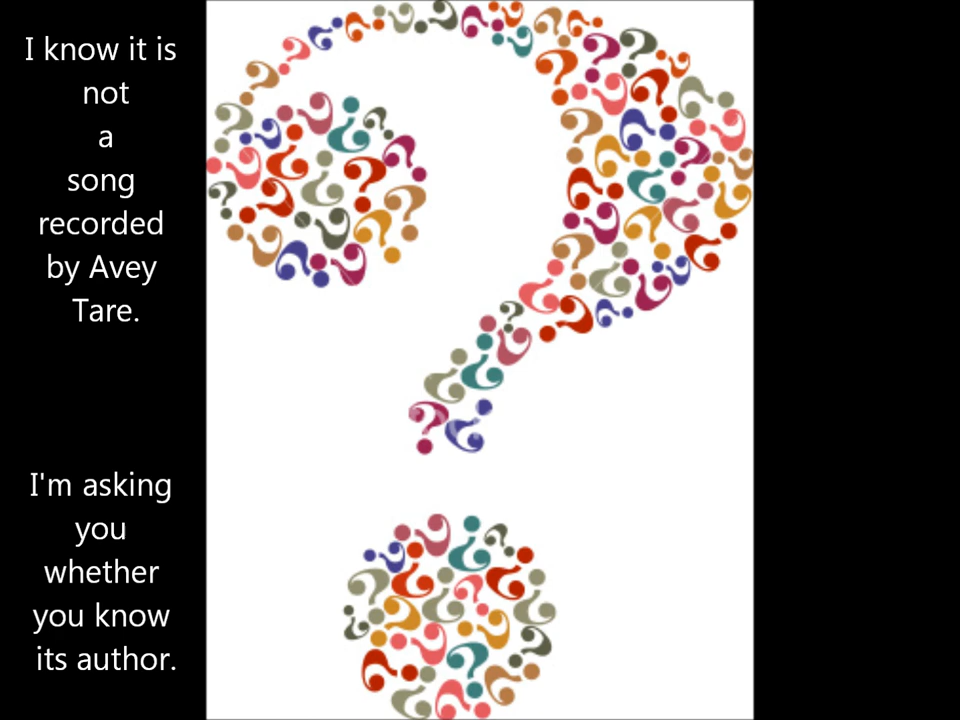 I know it is
not
a
song
recorded
by Avey
Tare.
I'm asking
you
whether
you know
its author.